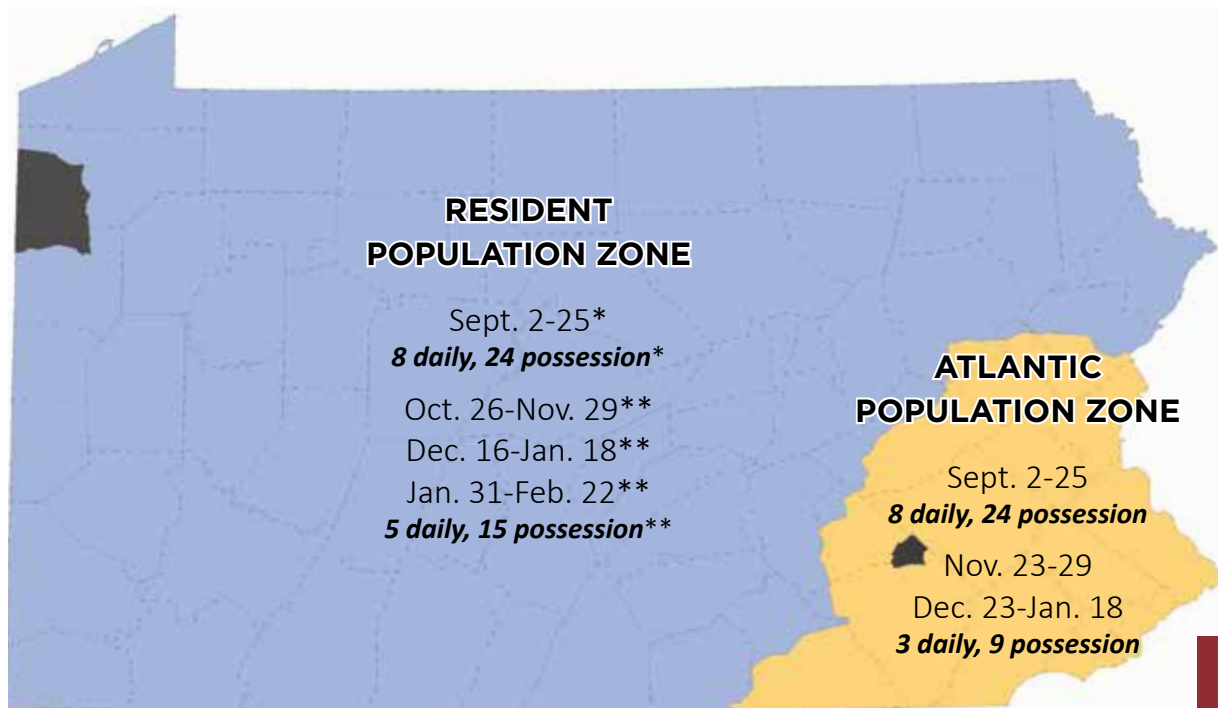 RESIDENT
POPULATION ZONE
Sept. 2-25*
8 daily, 24 possession*
Oct. 26-Nov. 29**
Dec. 16-Jan. 18**
Jan. 31-Feb. 22**
5 daily, 15 possession**
ATLANTIC
POPULATION ZONE
Sept. 2-25
8 daily, 24 possession
Nov. 23-29
Dec. 23-Jan. 18
3 daily, 9 possession